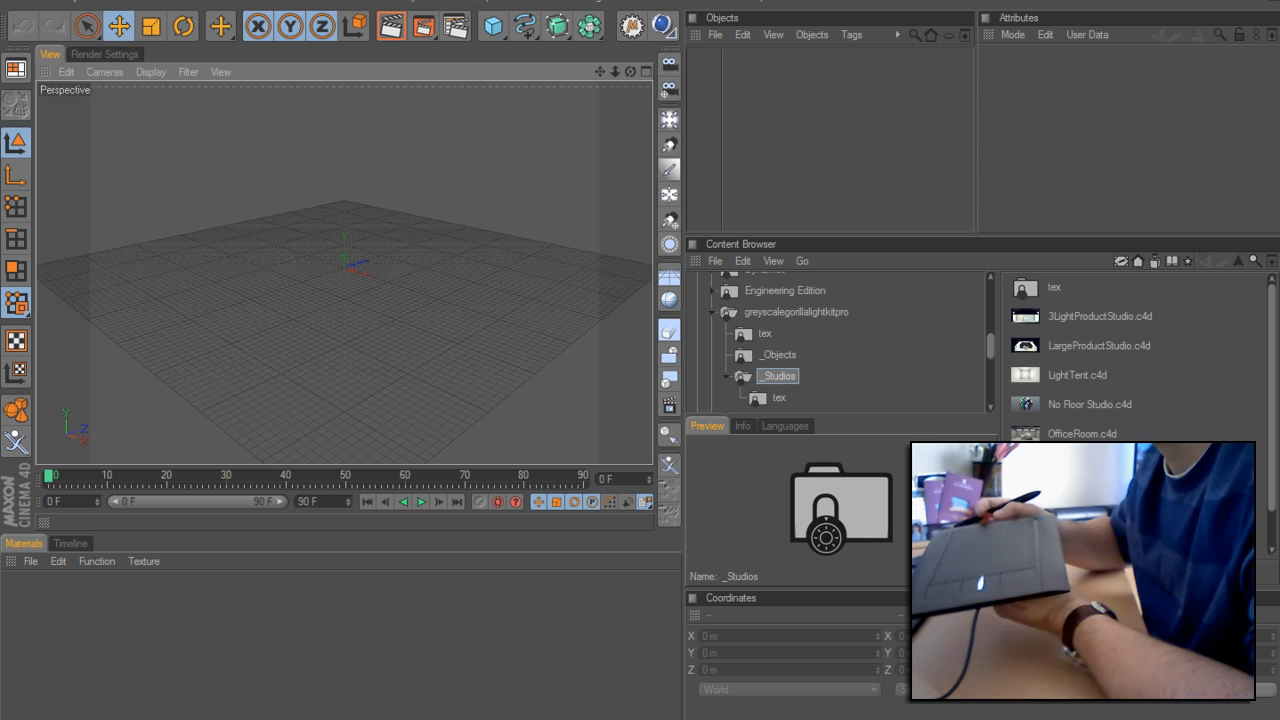 Objects
Attributes
File Edit View Objects Tags
Mode Edit User Data
View Render Settings
Edit Cameras Display Filter View
Perspective
Y
Z
X
Content Browser
File Edit View Go
Engineering Edition
greyscalegorillalightkitpro
tex
_Objects
_Studios
tex
tex
3LightProductStudio.c4d
LargeProductStudio.c4d
LightTent.c4d
No Floor Studio.c4d
OfficeRoom.c4d
Preview Info Languages
Name: _Studios
0 10 20 30 40 50 60 70 80 90 0 F
0 F 0 F 90 F 90 F
MAXON CINEMA 4D
Materials Timeline
File Edit Function Texture
Coordinates
X 0 m X 0
Y 0 m Y 0
Z 0 m Z 0
World